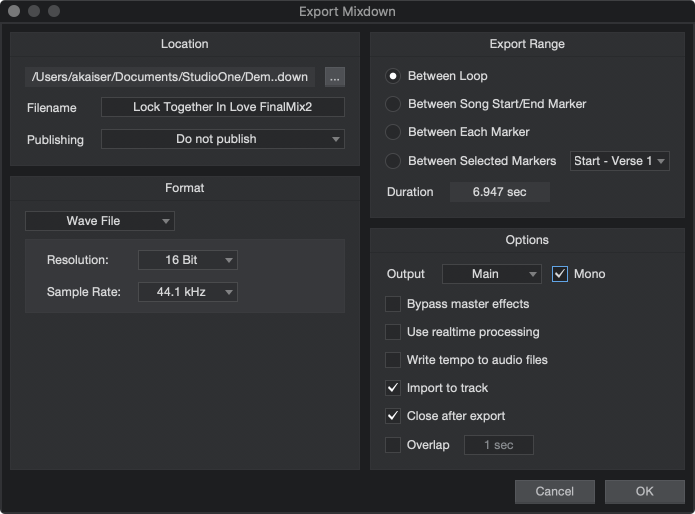 Export Mixdown
Location
/Users/akaiser/Documents/StudioOne/Dem..down
...
Filename
Lock Together In Love FinalMix2
Publishing
Do not publish
Format
Wave File
Resolution:
16 Bit
Sample Rate:
44.1 kHz
Export Range
Between Loop
Between Song Start/End Marker
Between Each Marker
Between Selected Markers
Start - Verse 1
Duration
6.947 sec
Options
Output
Main
Mono
Bypass master effects
Use realtime processing
Write tempo to audio files
Import to track
Close after export
Overlap
1 sec
Cancel
OK